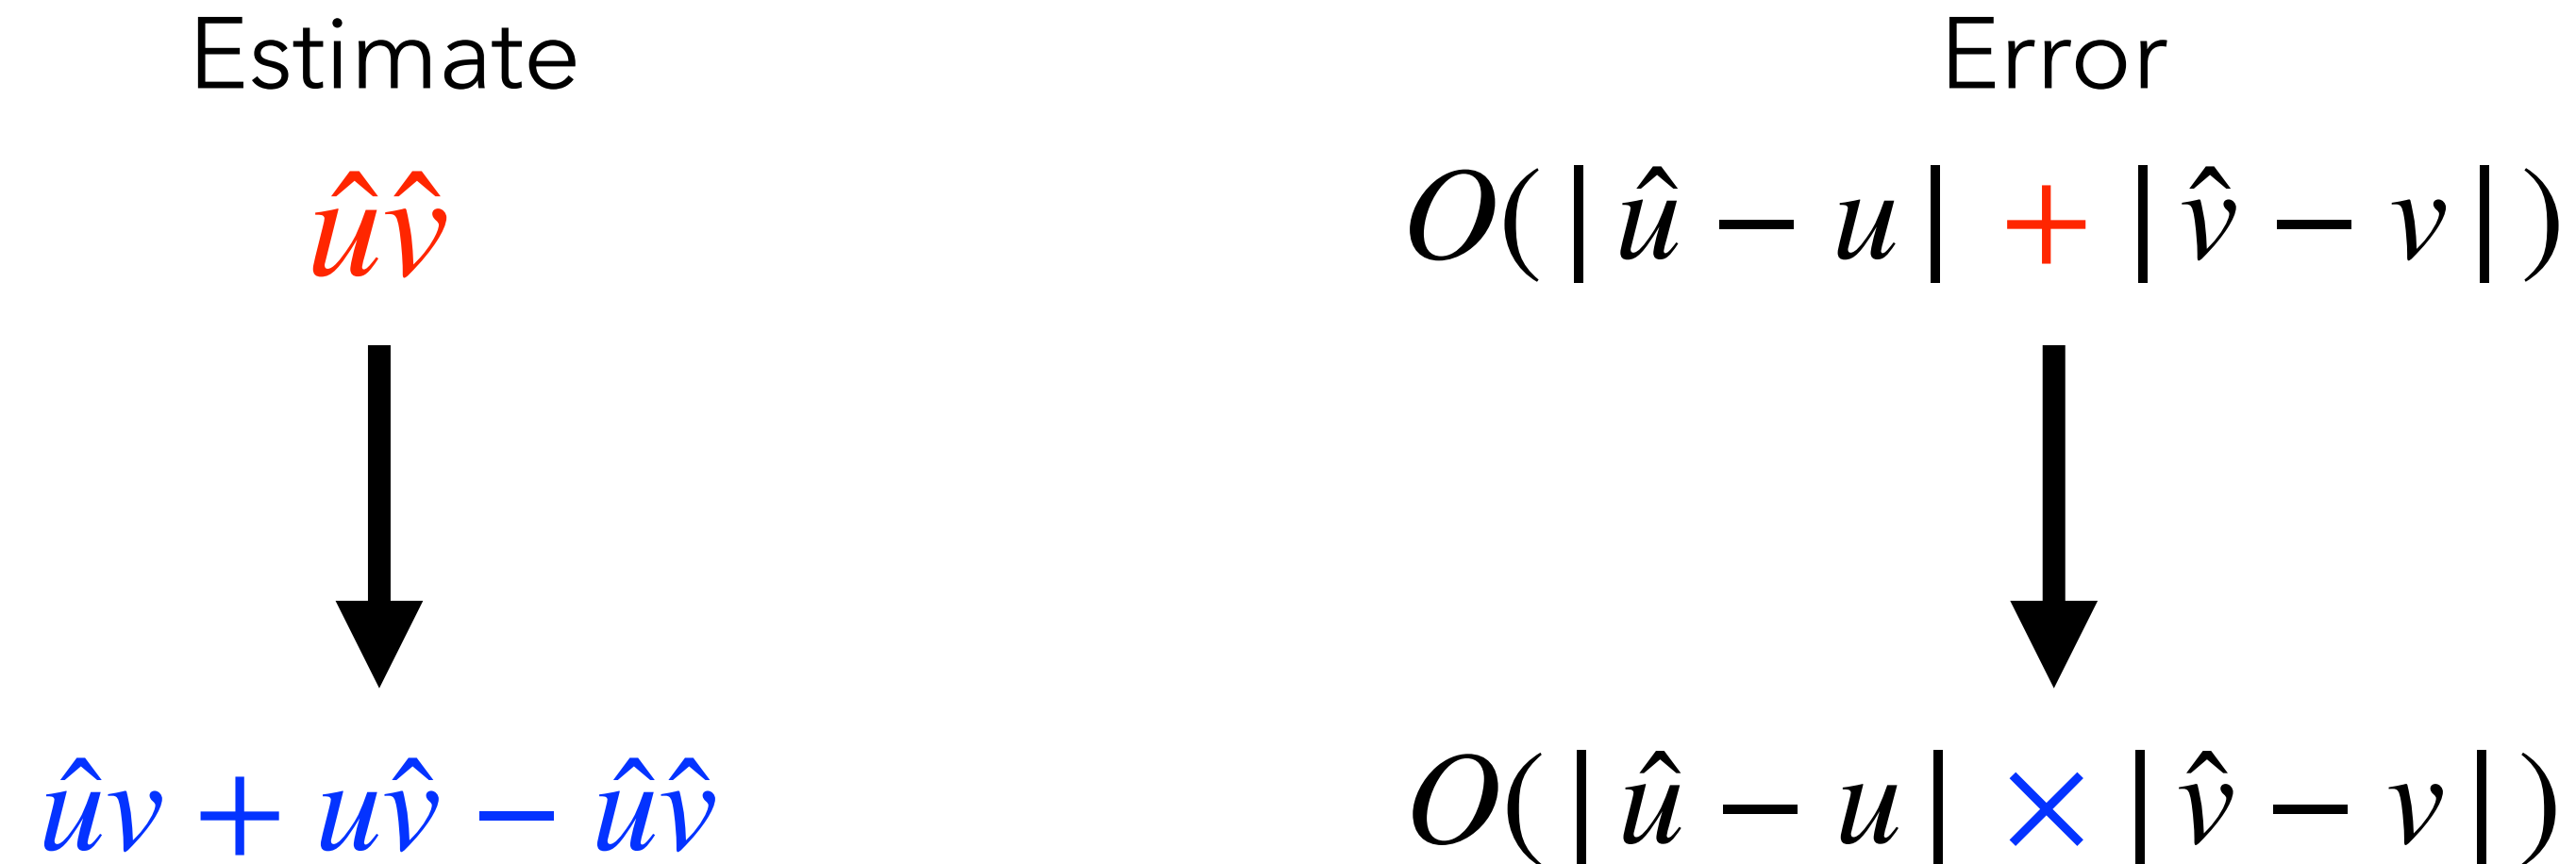 Estimate Error
ûv̂ O(|û − u| + |v̂ − v|)
ûv + uv̂ − ûv̂ O(|û − u| × |v̂ − v|)